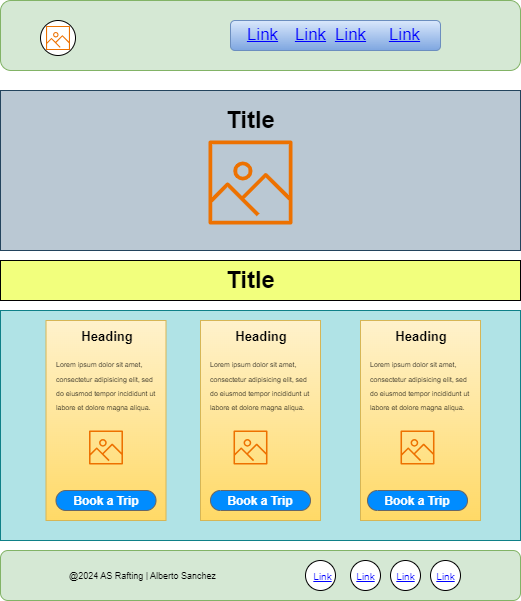 Link Link Link Link
Title
Title
Heading Heading Heading
Lorem ipsum dolor sit amet,
consectetur adipisicing elit, sed
do eiusmod tempor incididunt ut
labore et dolore magna aliqua.
Lorem ipsum dolor sit amet,
consectetur adipisicing elit, sed
do eiusmod tempor incididunt ut
labore et dolore magna aliqua.
Lorem ipsum dolor sit amet,
consectetur adipisicing elit, sed
do eiusmod tempor incididunt ut
labore et dolore magna aliqua.
Book a Trip Book a Trip Book a Trip
@2024 AS Rafting | Alberto Sanchez Link Link Link Link